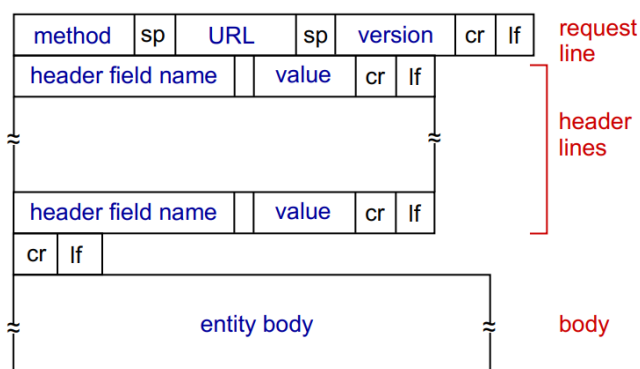 method sp URL sp version cr lf request line
header field name value cr lf
header lines
header field name value cr lf
cr lf
entity body body